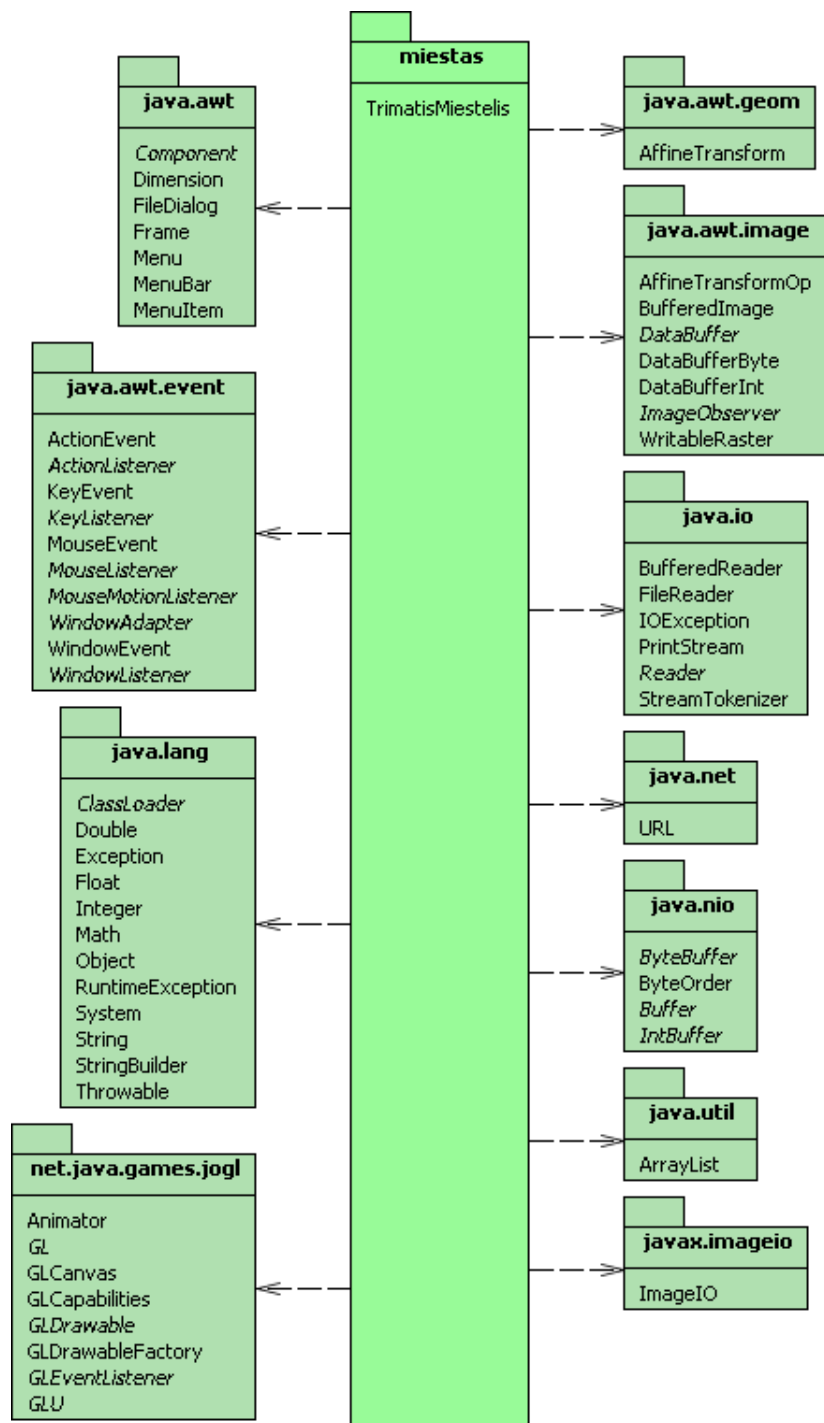 miestas
TrimatisMiestelis
java.awt
Component
Dimension
FileDialog
Frame
Menu
MenuBar
MenuItem
java.awt.event
ActionEvent
ActionListener
KeyEvent
KeyListener
MouseEvent
MouseListener
MouseMotionListener
WindowAdapter
WindowEvent
WindowListener
java.lang
ClassLoader
Double
Exception
Float
Integer
Math
Object
RuntimeException
System
String
StringBuilder
Throwable
net.java.games.jogl
Animator
GL
GLCanvas
GLCapabilities
GLDrawable
GLDrawableFactory
GLEventListener
GLU
java.awt.geom
AffineTransform
java.awt.image
AffineTransformOp
BufferedImage
DataBuffer
DataBufferByte
DataBufferInt
ImageObserver
WritableRaster
java.io
BufferedReader
FileReader
IOException
PrintStream
Reader
StreamTokenizer
java.net
URL
java.nio
ByteBuffer
ByteOrder
Buffer
IntBuffer
java.util
ArrayList
javax.imageio
ImageIO